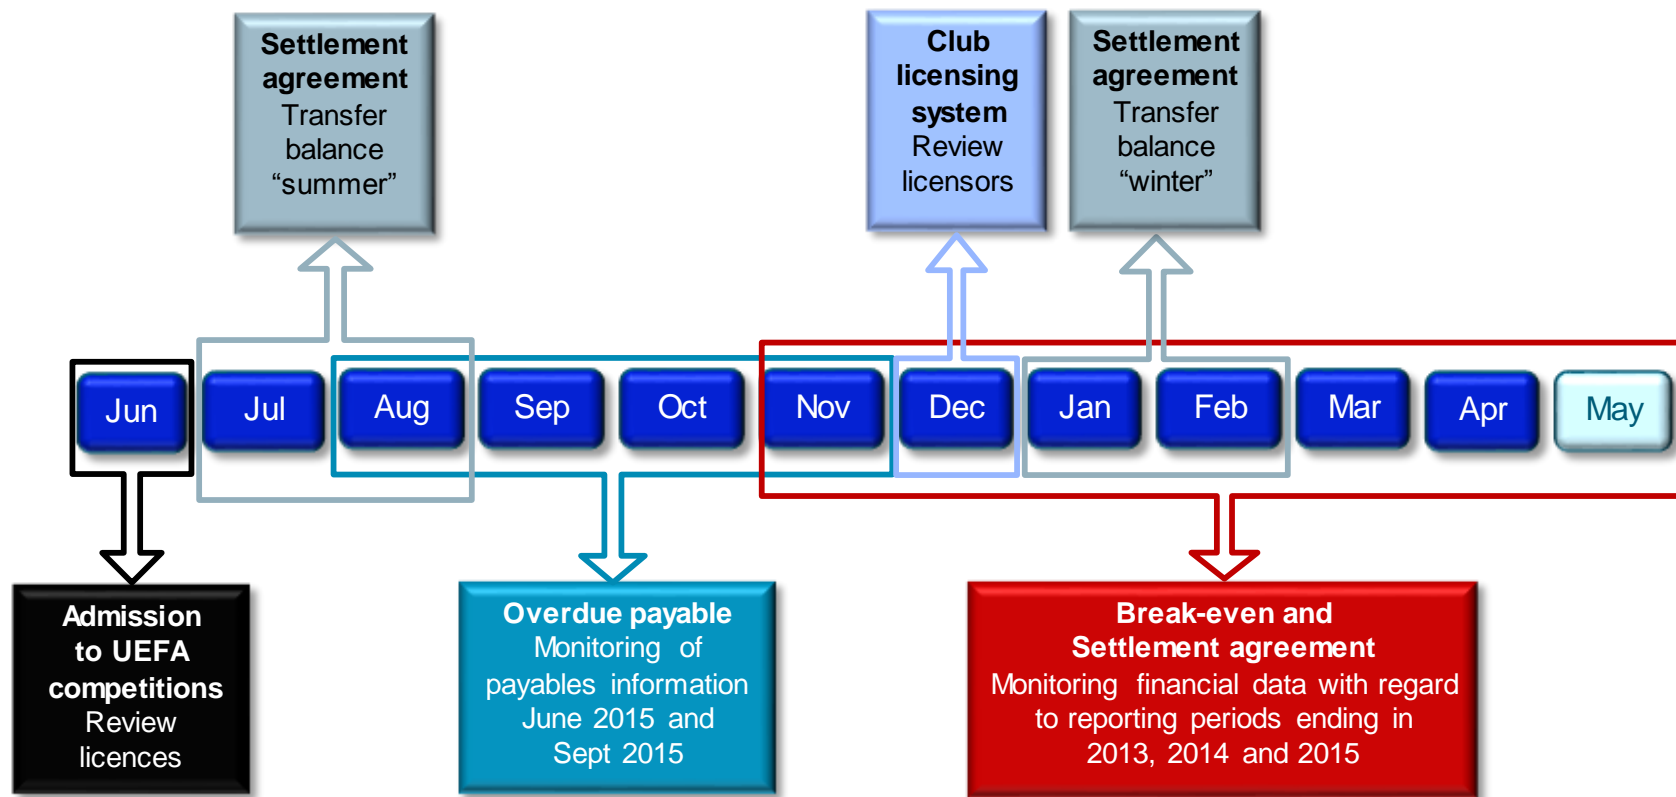 Settlement
agreement
Transfer
balance
“summer”
Club
licensing
system
Review
licensors
Settlement
agreement
Transfer
balance
“winter”
Jun
Jul
Aug
Sep
Oct
Nov
Dec
Jan
Feb
Mar
Apr
May
Admission
to UEFA
competitions
Review
licences
Overdue payable
Monitoring of
payables information
June 2015 and
Sept 2015
Break-even and
Settlement agreement
Monitoring financial data with regard
to reporting periods ending in
2013, 2014 and 2015